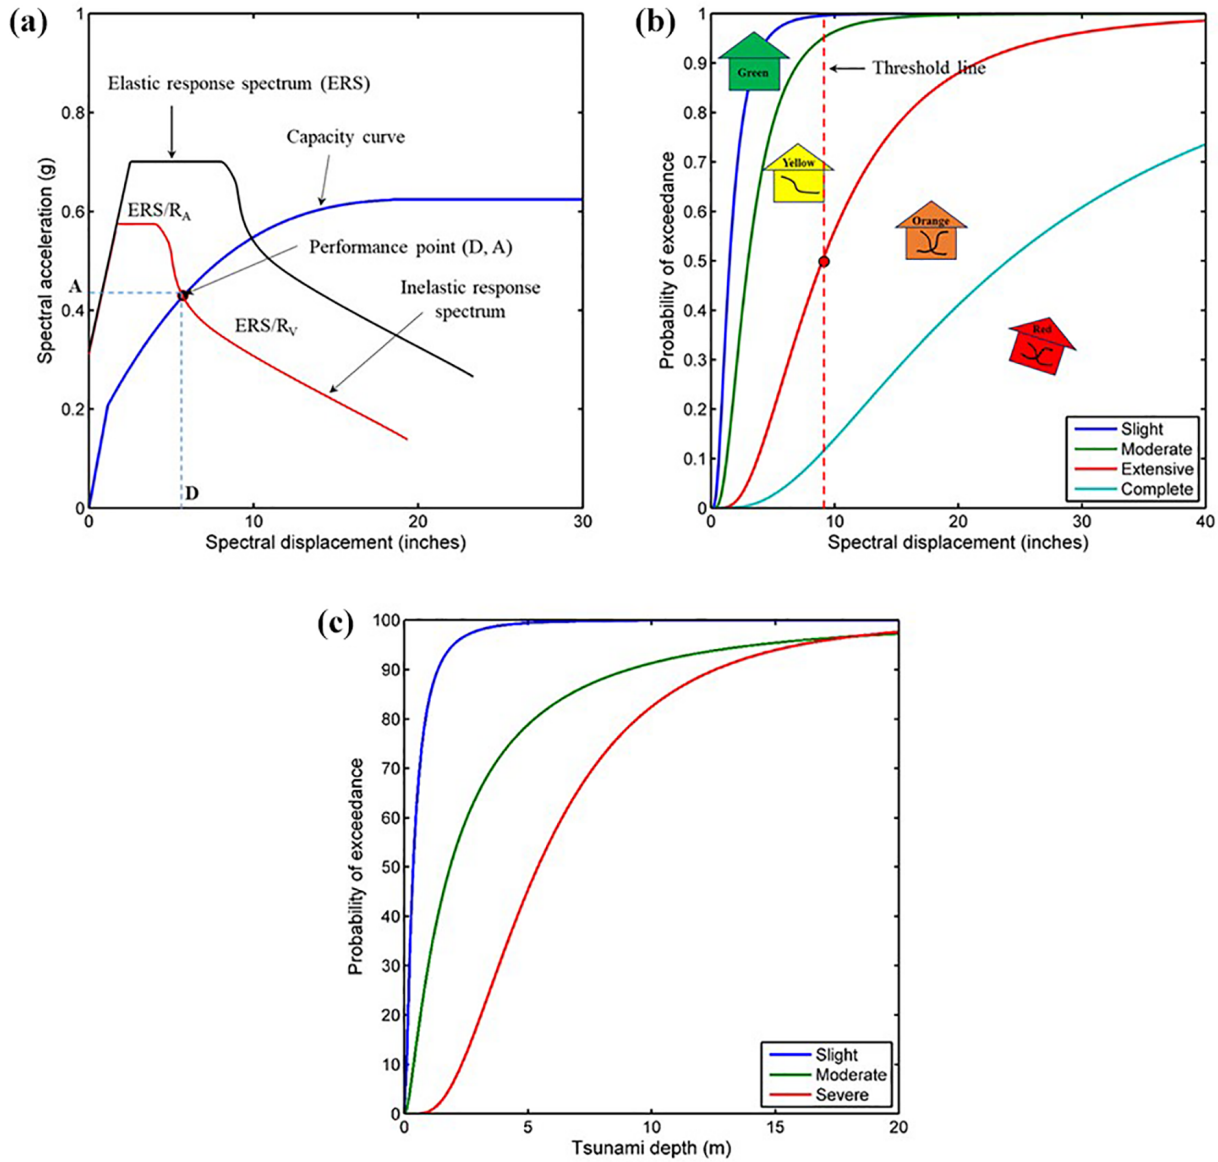 (a)
1
0.8
0.6
0.4
0.2
0
0
10
20
30
Spectral acceleration (g)
Spectral displacement (inches)
Elastic response spectrum (ERS)
Capacity curve
ERS/RA
Performance point (D, A)
A
Inelastic response
spectrum
ERS/RV
D
(b)
1
0.9
0.8
0.7
0.6
0.5
0.4
0.3
0.2
0.1
0
0
10
20
30
40
Probability of exceedance
Spectral displacement (inches)
Green
Threshold line
Yellow
Orange
Red
Slight
Moderate
Extensive
Complete
(c)
100
90
80
70
60
50
40
30
20
10
0
0
5
10
15
20
Probability of exceedance
Tsunami depth (m)
Slight
Moderate
Severe